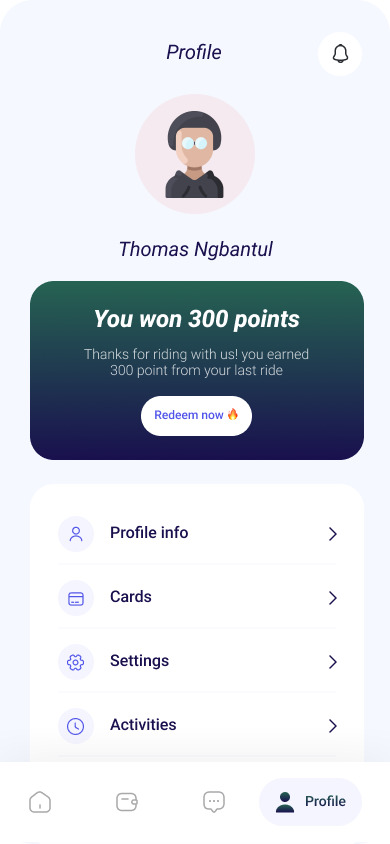 Profile
Thomas Ngbantul
You won 300 points
Thanks for riding with us! you earned
300 point from your last ride
Redeem now 🔥
Profile info
Cards
Settings
Activities
Profile